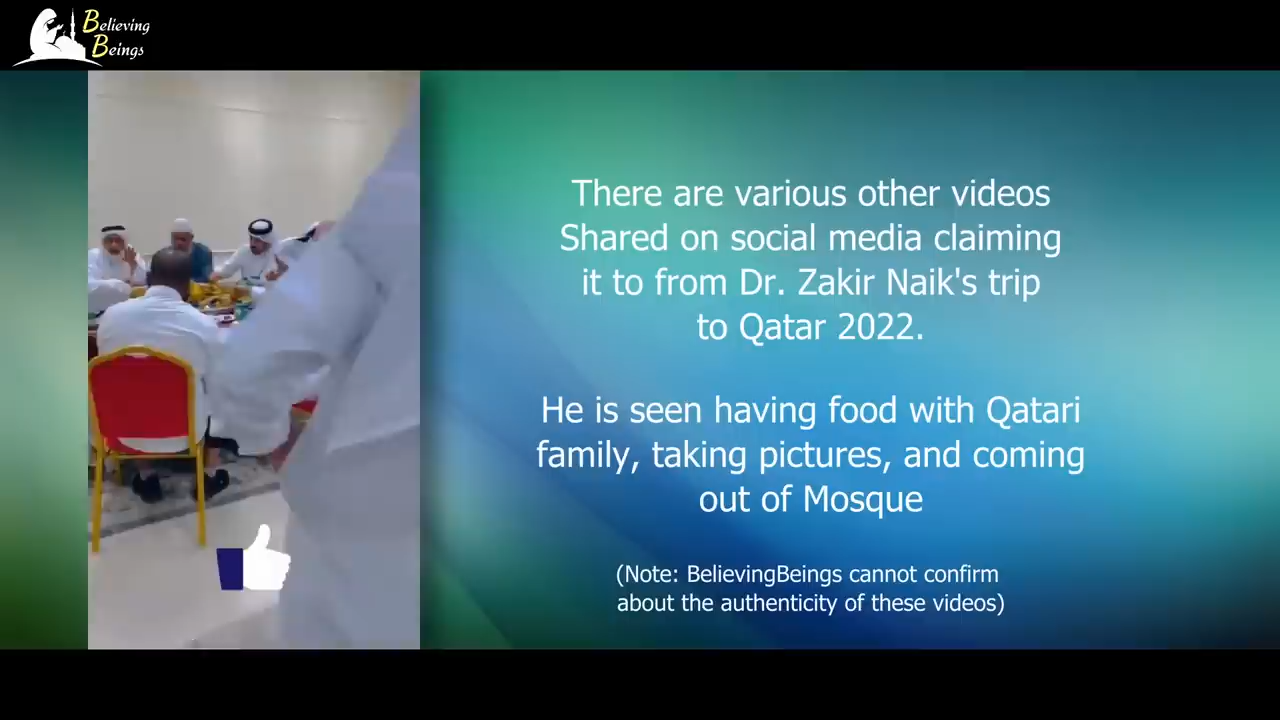 Believing
Beings
There are various other videos
Shared on social media claiming
it to from Dr. Zakir Naik's trip
to Qatar 2022.
He is seen having food with Qatari
family, taking pictures, and coming
out of Mosque
(Note: BelievingBeings cannot confirm
about the authenticity of these videos)